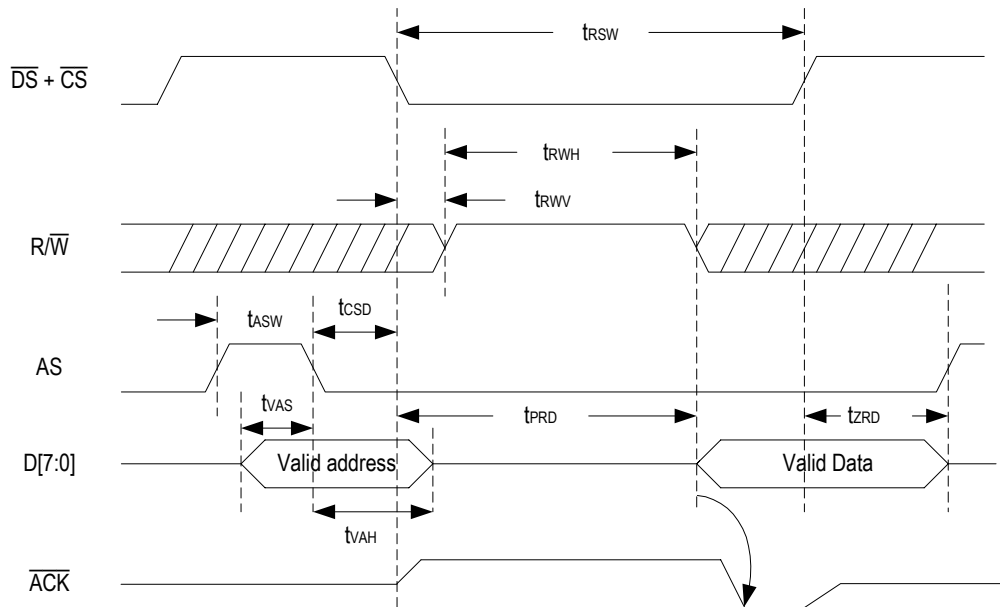 tRSW
DS + CS
tRWH
tRWV
R/W
tASW
tCSD
AS
tVAS
tPRD
tZRD
D[7:0]
Valid address
Valid Data
tVAH
ACK